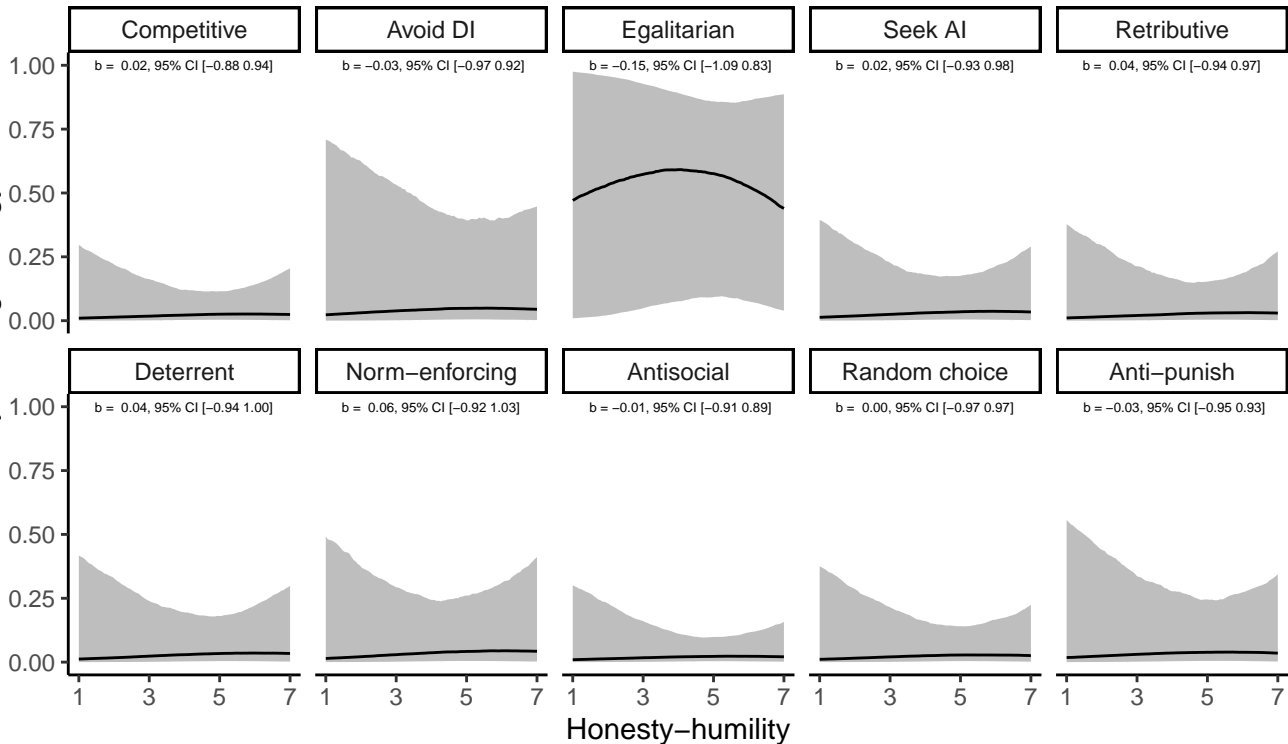 Competitive Avoid DI Egalitarian Seek AI Retributive
b = 0.02, 95% CI [−0.88 0.94] b = −0.03, 95% CI [−0.97 0.92] b = −0.15, 95% CI [−1.09 0.83] b = 0.02, 95% CI [−0.93 0.98] b = 0.04, 95% CI [−0.94 0.97]
1.00
0.75
0.50
0.25
0.00
Deterrent Norm−enforcing Antisocial Random choice Anti−punish
b = 0.04, 95% CI [−0.94 1.00] b = 0.06, 95% CI [−0.92 1.03] b = −0.01, 95% CI [−0.91 0.89] b = 0.00, 95% CI [−0.97 0.97] b = −0.03, 95% CI [−0.95 0.93]
1.00
0.75
0.50
0.25
0.00
1 3 5 7 1 3 5 7 1 3 5 7 1 3 5 7 1 3 5 7
Honesty−humility